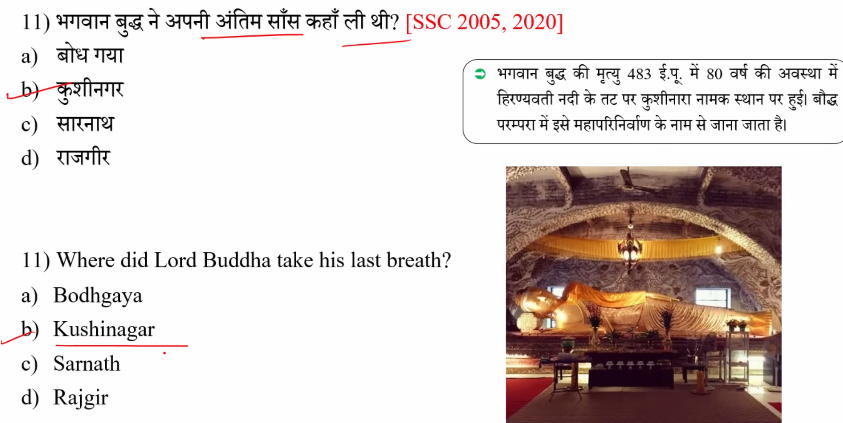 11) भगवान बुद्ध ने अपनी अंतिम साँस कहाँ ली थी? [SSC 2005, 2020]
a) बोध गया
b) कुशीनगर
c) सारनाथ
d) राजगीर
भगवान बुद्ध की मृत्यु 483 ई.पू. में 80 वर्ष की अवस्था में
हिरण्यवती नदी के तट पर कुशीनारा नामक स्थान पर हुई। बौद्ध
परम्परा में इसे महापरिनिर्वाण के नाम से जाना जाता है।
11) Where did Lord Buddha take his last breath?
a) Bodhgaya
b) Kushinagar
c) Sarnath
d) Rajgir